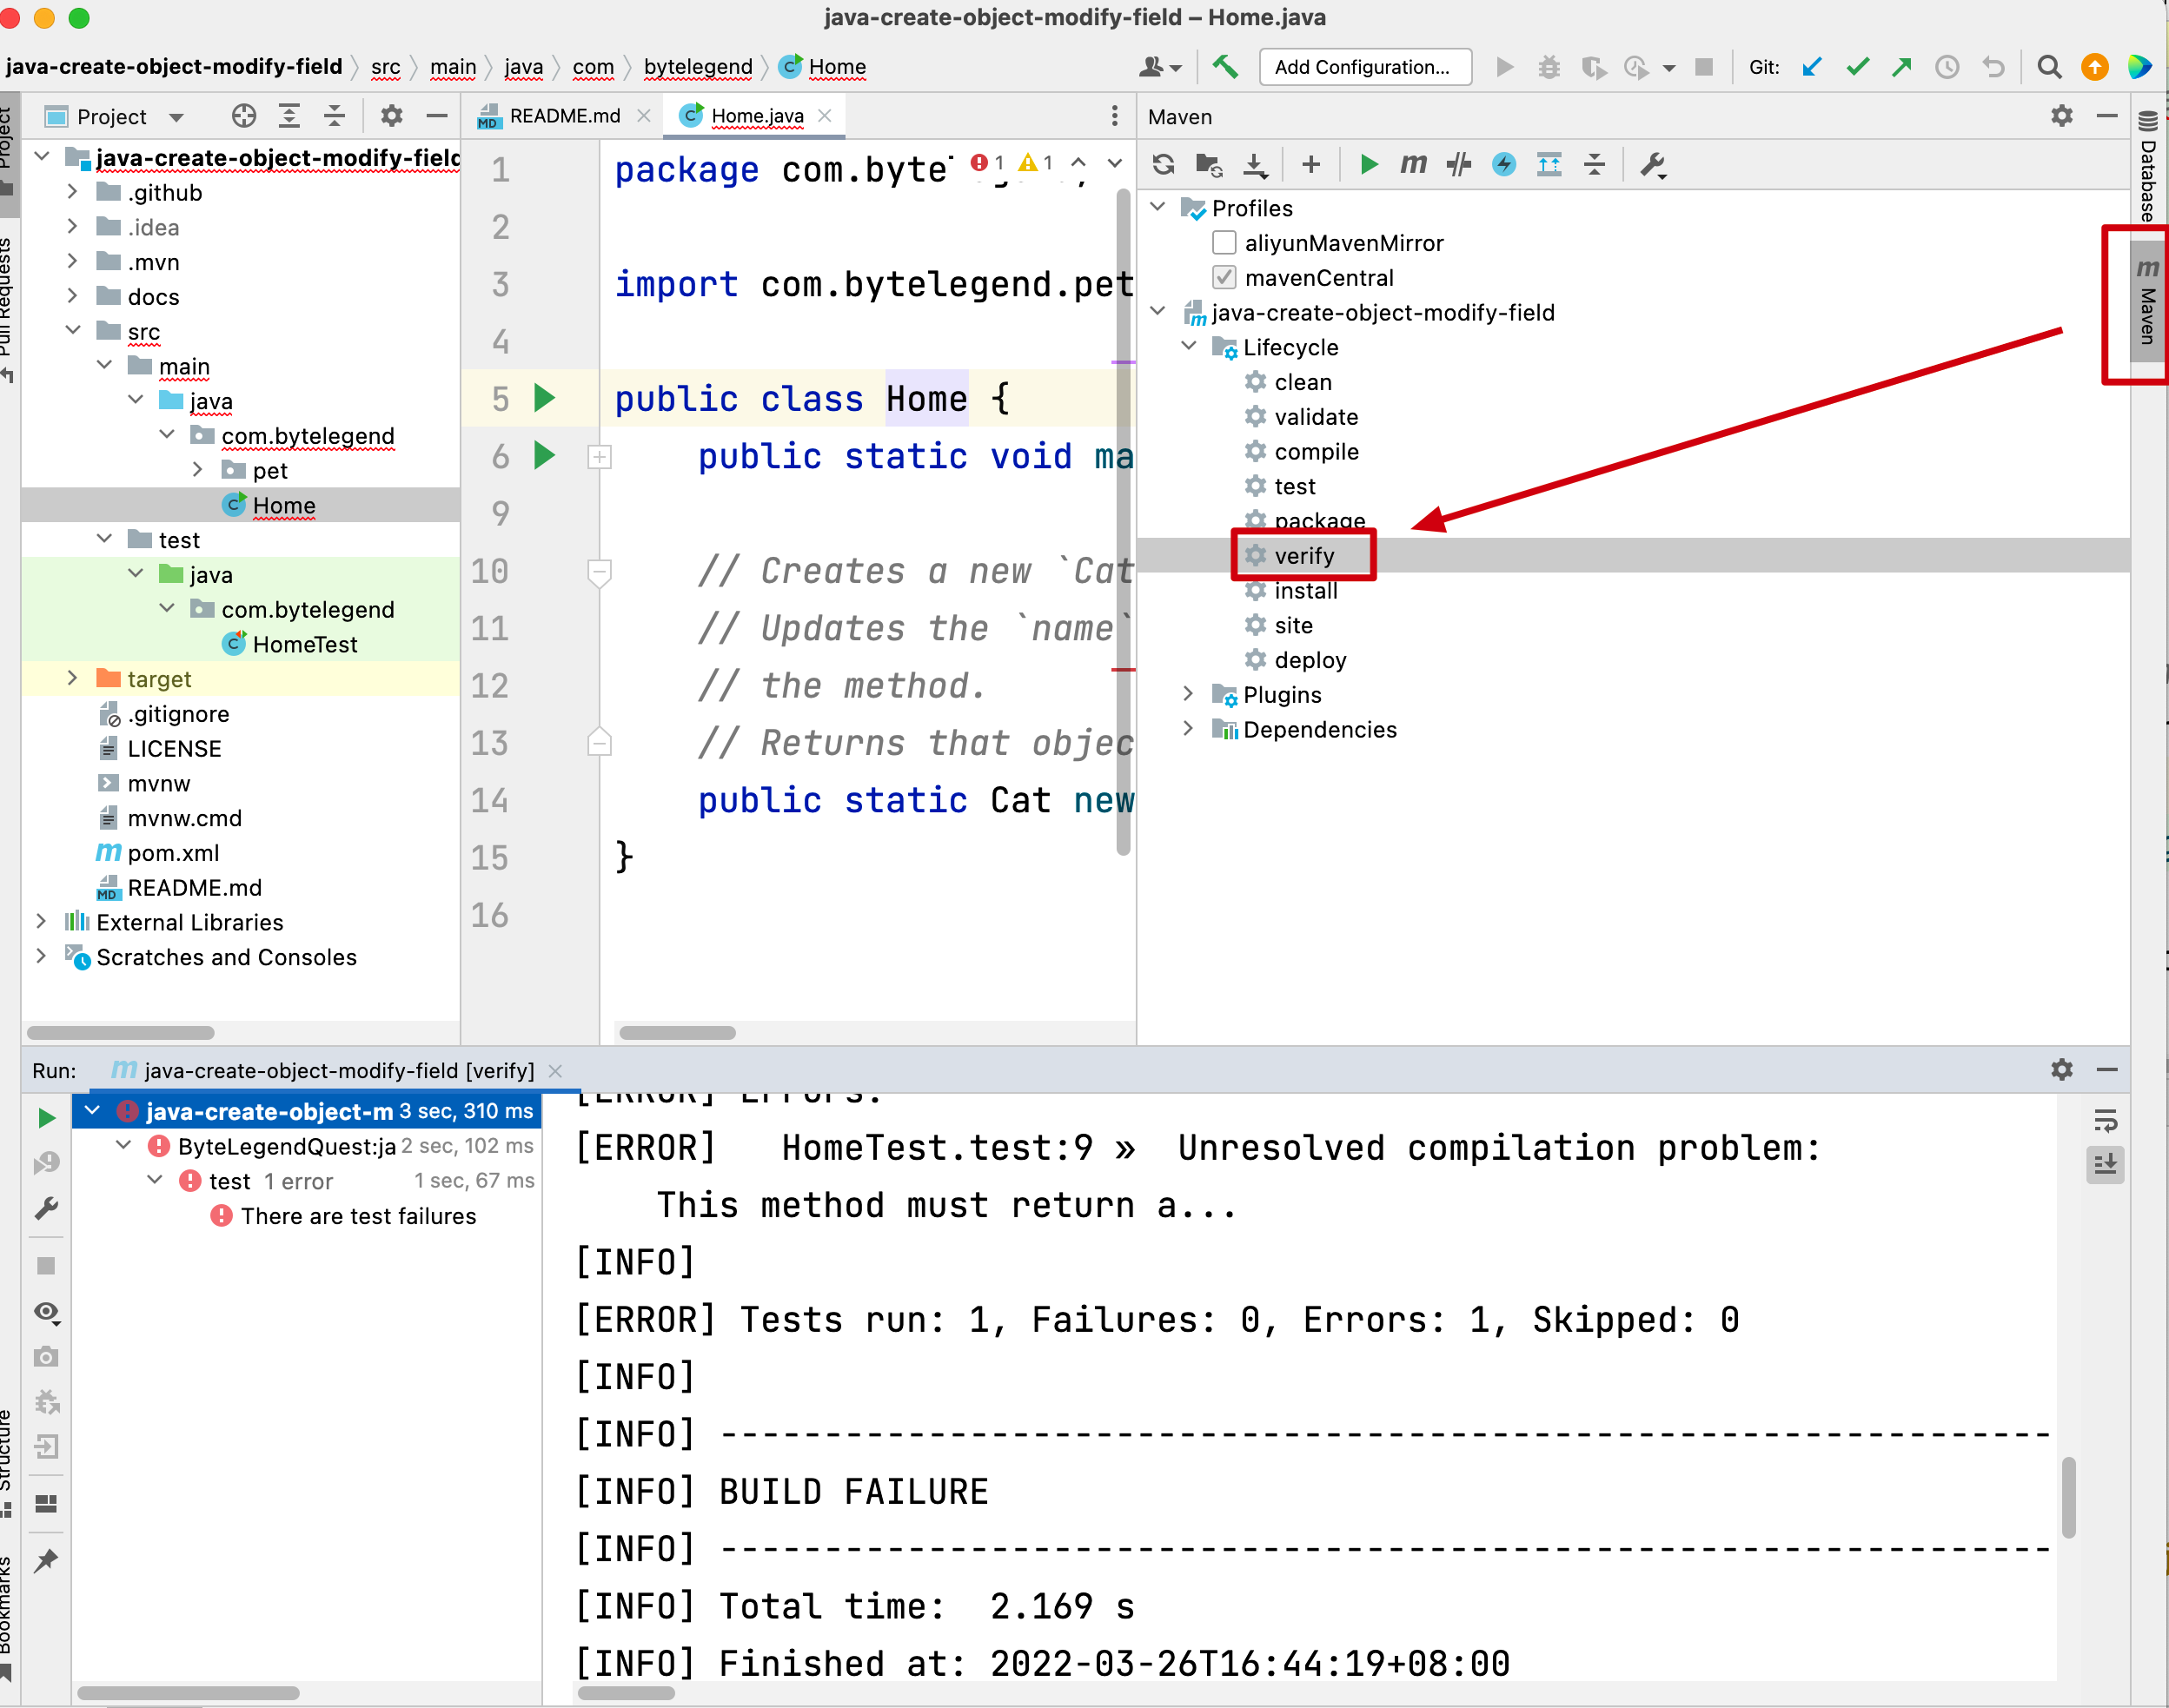 java-create-object-modify-field – Home.java
java-create-object-modify-field src main java com bytelegend Home
Add Configuration...
Git:
Project
README.md
Home.java
Maven
Project
Pull Requests
Structure
Bookmarks
java-create-object-modify-field
.github
.idea
.mvn
docs
src
main
java
com.bytelegend
pet
Home
test
java
com.bytelegend
HomeTest
target
.gitignore
LICENSE
mvnw
mvnw.cmd
pom.xml
README.md
External Libraries
Scratches and Consoles
1 package com.byte
1 1
2
3 import com.bytelegend.pet
4
5 public class Home {
6 public static void ma
9
10 // Creates a new `Cat
11 // Updates the `name`
12 // the method.
13 // Returns that objec
14 public static Cat new
15 }
16
Profiles
aliyunMavenMirror
mavenCentral
java-create-object-modify-field
Lifecycle
clean
validate
compile
test
package
verify
install
site
deploy
Plugins
Dependencies
Database
m Maven
Run: java-create-object-modify-field [verify]
java-create-object-m 3 sec, 310 ms
ByteLegendQuest:ja 2 sec, 102 ms
test 1 error 1 sec, 67 ms
There are test failures
[ERROR] Errors:
[ERROR]   HomeTest.test:9 »  Unresolved compilation problem:
This method must return a...
[INFO]
[ERROR] Tests run: 1, Failures: 0, Errors: 1, Skipped: 0
[INFO]
[INFO] ----------------------------------------------------------------
[INFO] BUILD FAILURE
[INFO] ----------------------------------------------------------------
[INFO] Total time:  2.169 s
[INFO] Finished at: 2022-03-26T16:44:19+08:00